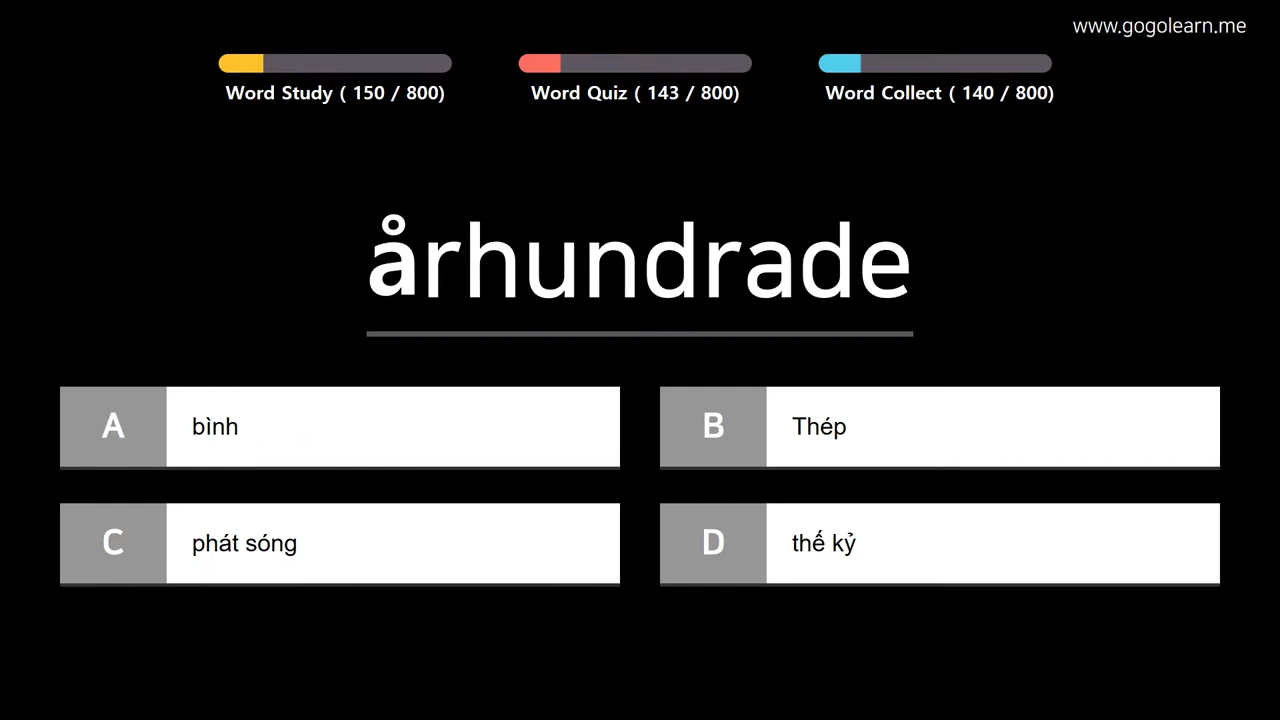 www.gogolearn.me
Word Study ( 150 / 800)
Word Quiz ( 143 / 800)
Word Collect ( 140 / 800)
århundrade
A bình
B Thép
C phát sóng
D thế kỷ